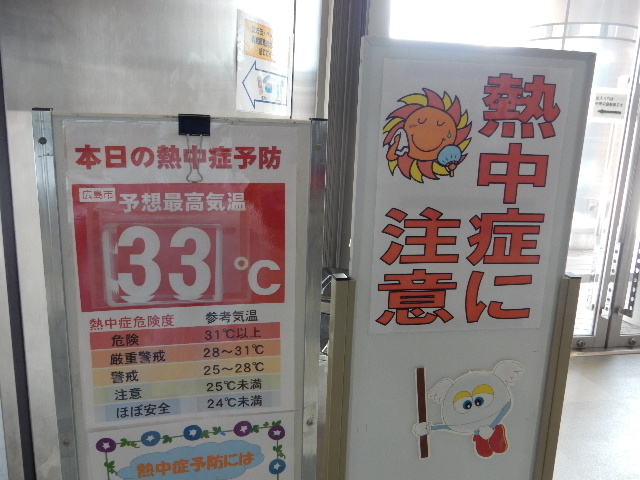 本日の熱中症予防
広島市
予想最高気温
33℃
熱中症危険度 参考気温
危険 31℃以上
厳重警戒 28～31℃
警戒 25～28℃
注意 25℃未満
ほぼ安全 24℃未満
熱中症予防には
熱中症に
注意